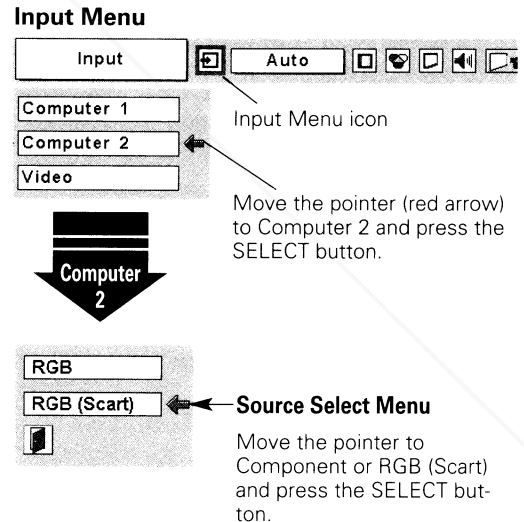 Input Menu
Input
Auto
Computer 1
Input Menu icon
Computer 2
Video
Move the pointer (red arrow)
to Computer 2 and press the
SELECT button.
Computer
2
RGB
RGB (Scart)
Source Select Menu
Move the pointer to
Component or RGB (Scart)
and press the SELECT but-
ton.